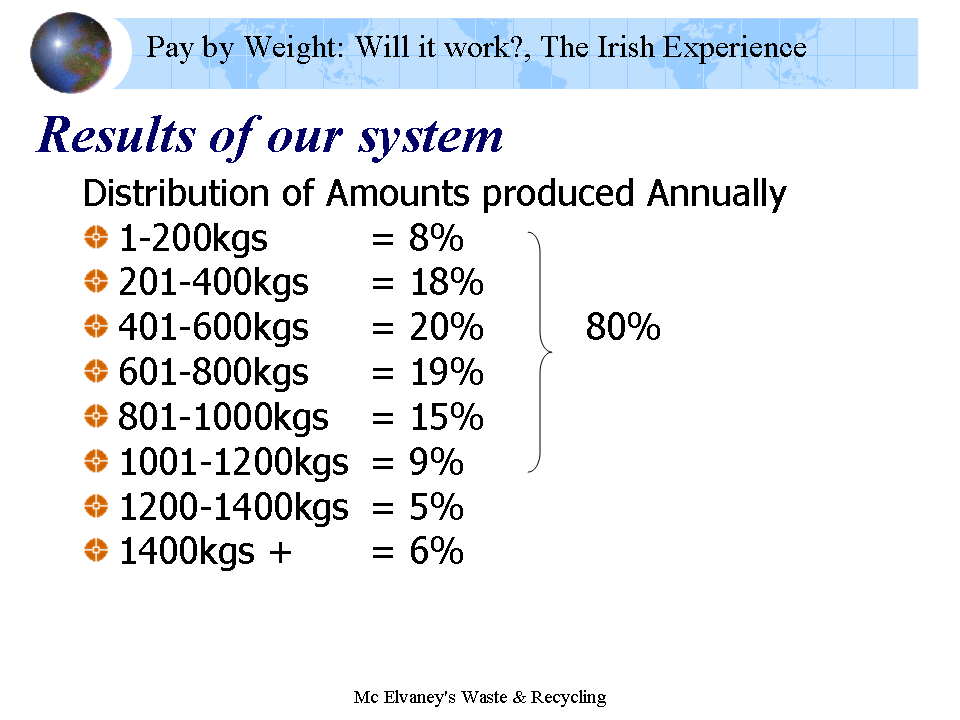 Pay by Weight: Will it work?, The Irish Experience
Results of our system
Distribution of Amounts produced Annually
1-200kgs = 8%
201-400kgs = 18%
401-600kgs = 20% 80%
601-800kgs = 19%
801-1000kgs = 15%
1001-1200kgs = 9%
1200-1400kgs = 5%
1400kgs + = 6%
Mc Elvaney's Waste & Recycling